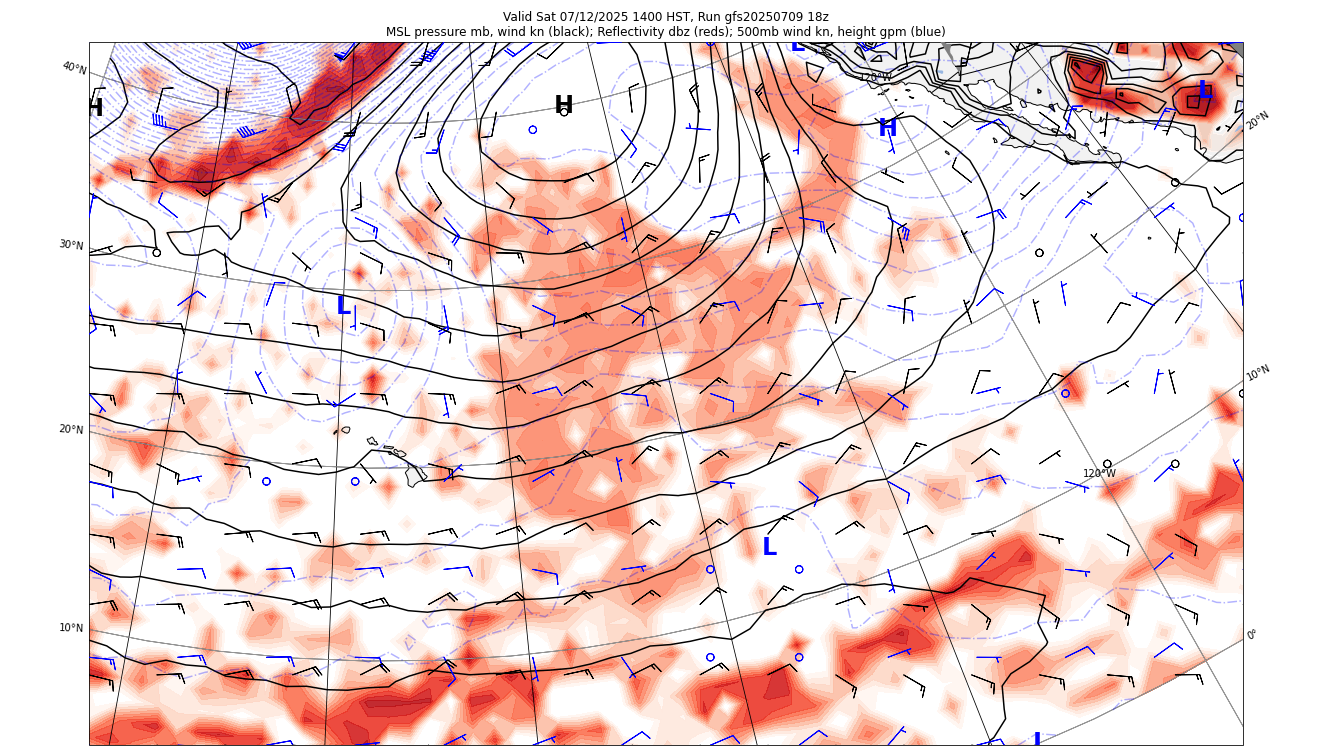 Valid Sat 07/12/2025 1400 HST, Run gfs20250709 18z
MSL pressure mb, wind kn (black); Reflectivity dbz (reds); 500mb wind kn, height gpm (blue)
L
40°N
120°W
L
H
H
H
20°N
30°N
L
10°N
20°N
120°W
L
10°N
0°
L